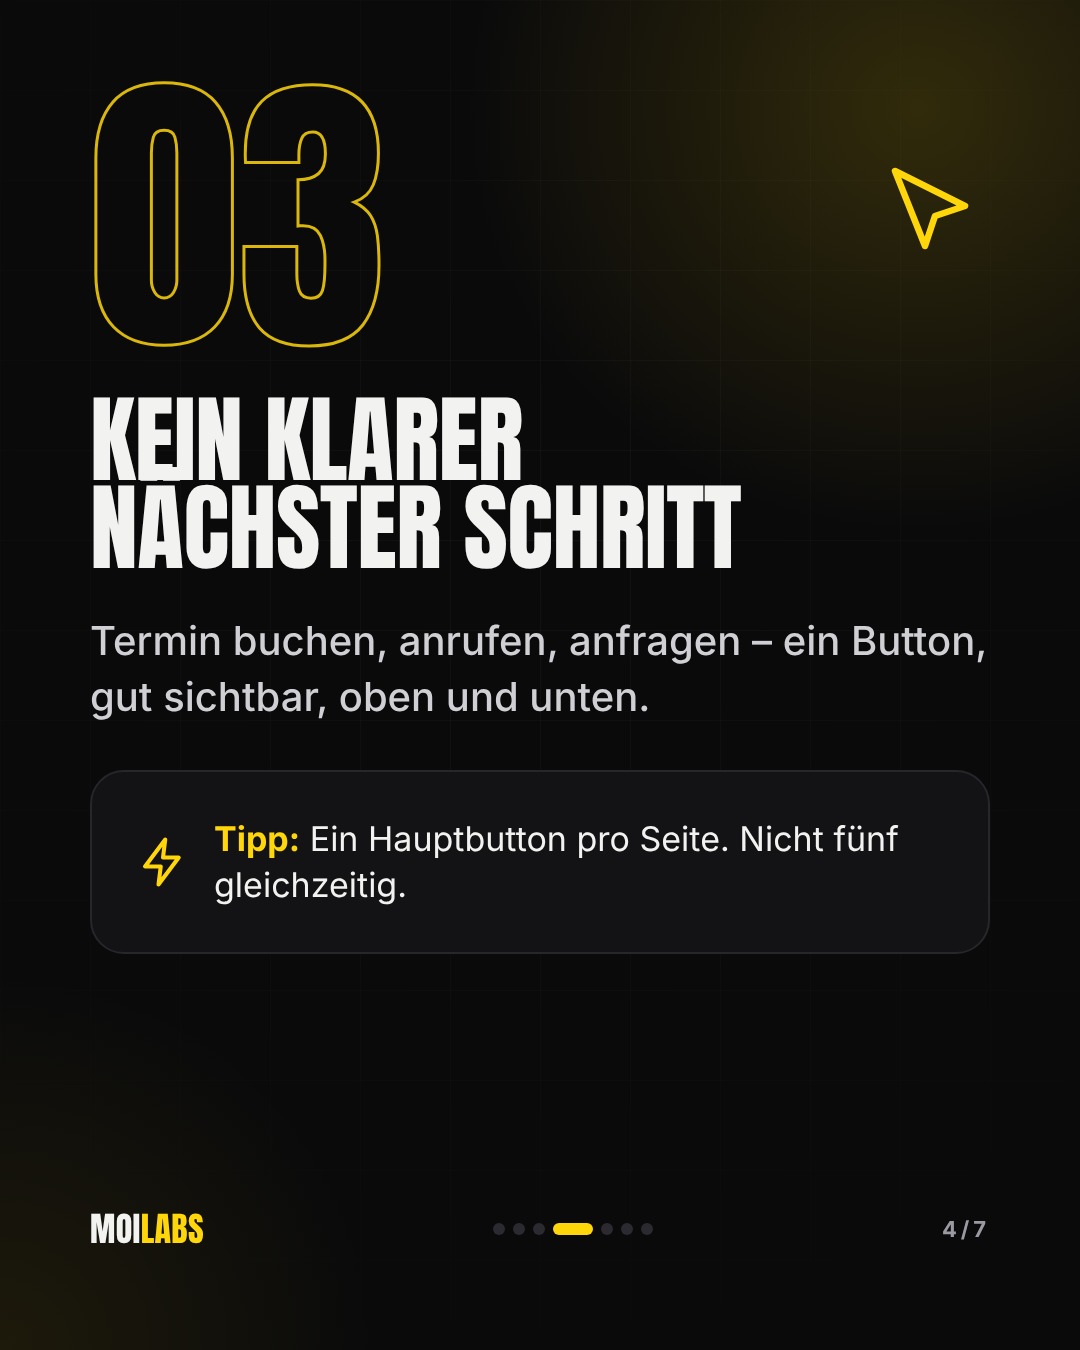 03
KEIN KLARER
NÄCHSTER SCHRITT
Termin buchen, anrufen, anfragen – ein Button,
gut sichtbar, oben und unten.
Tipp: Ein Hauptbutton pro Seite. Nicht fünf
gleichzeitig.
MOILABS
4/7